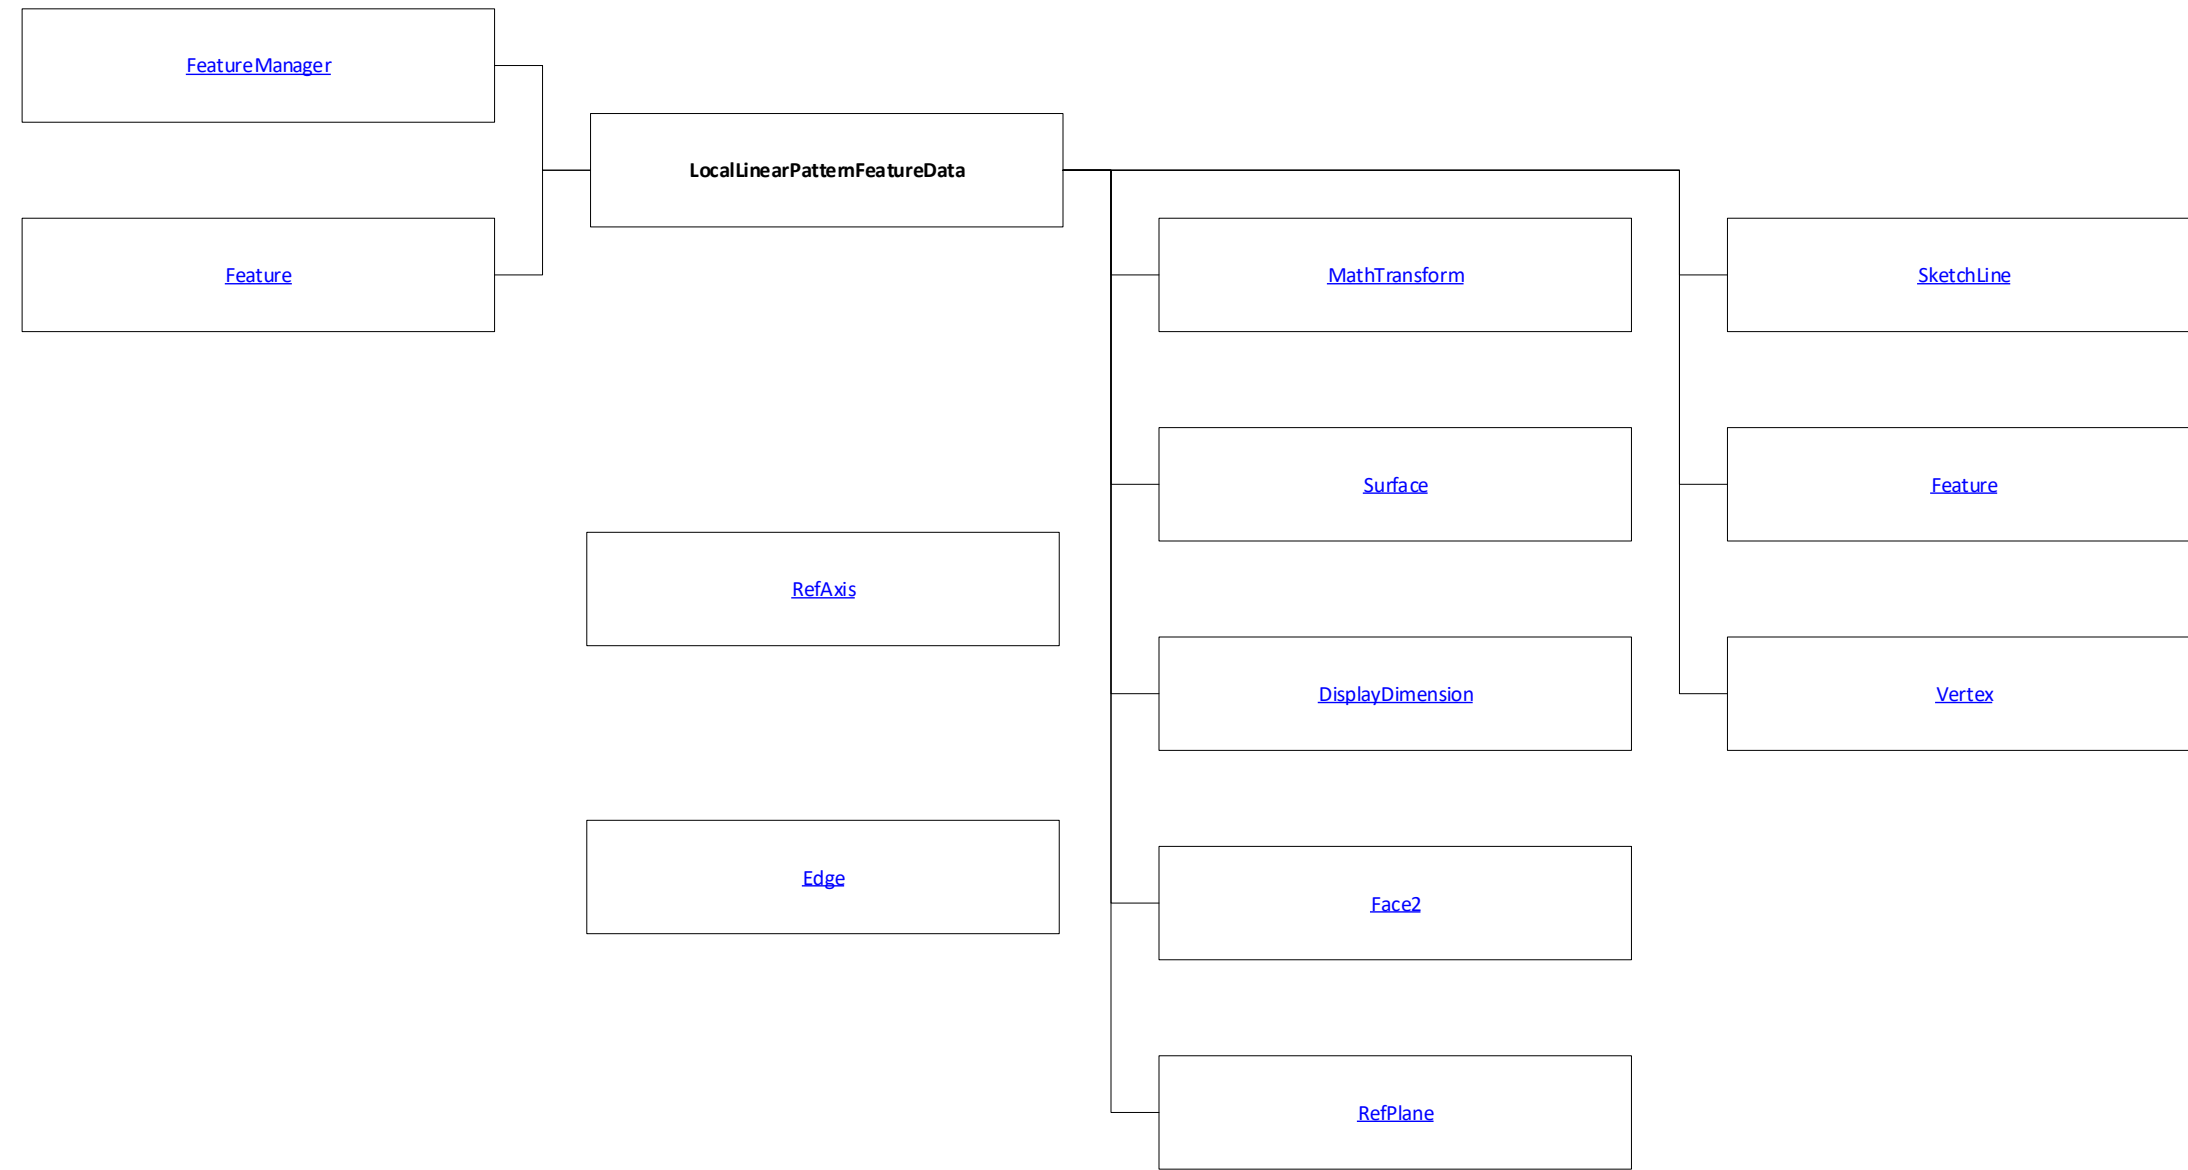 FeatureManager
LocalLinearPatternFeatureData
Feature
MathTransform
SketchLine
Surface
Feature
RefAxis
DisplayDimension
Vertex
Edge
Face2
RefPlane